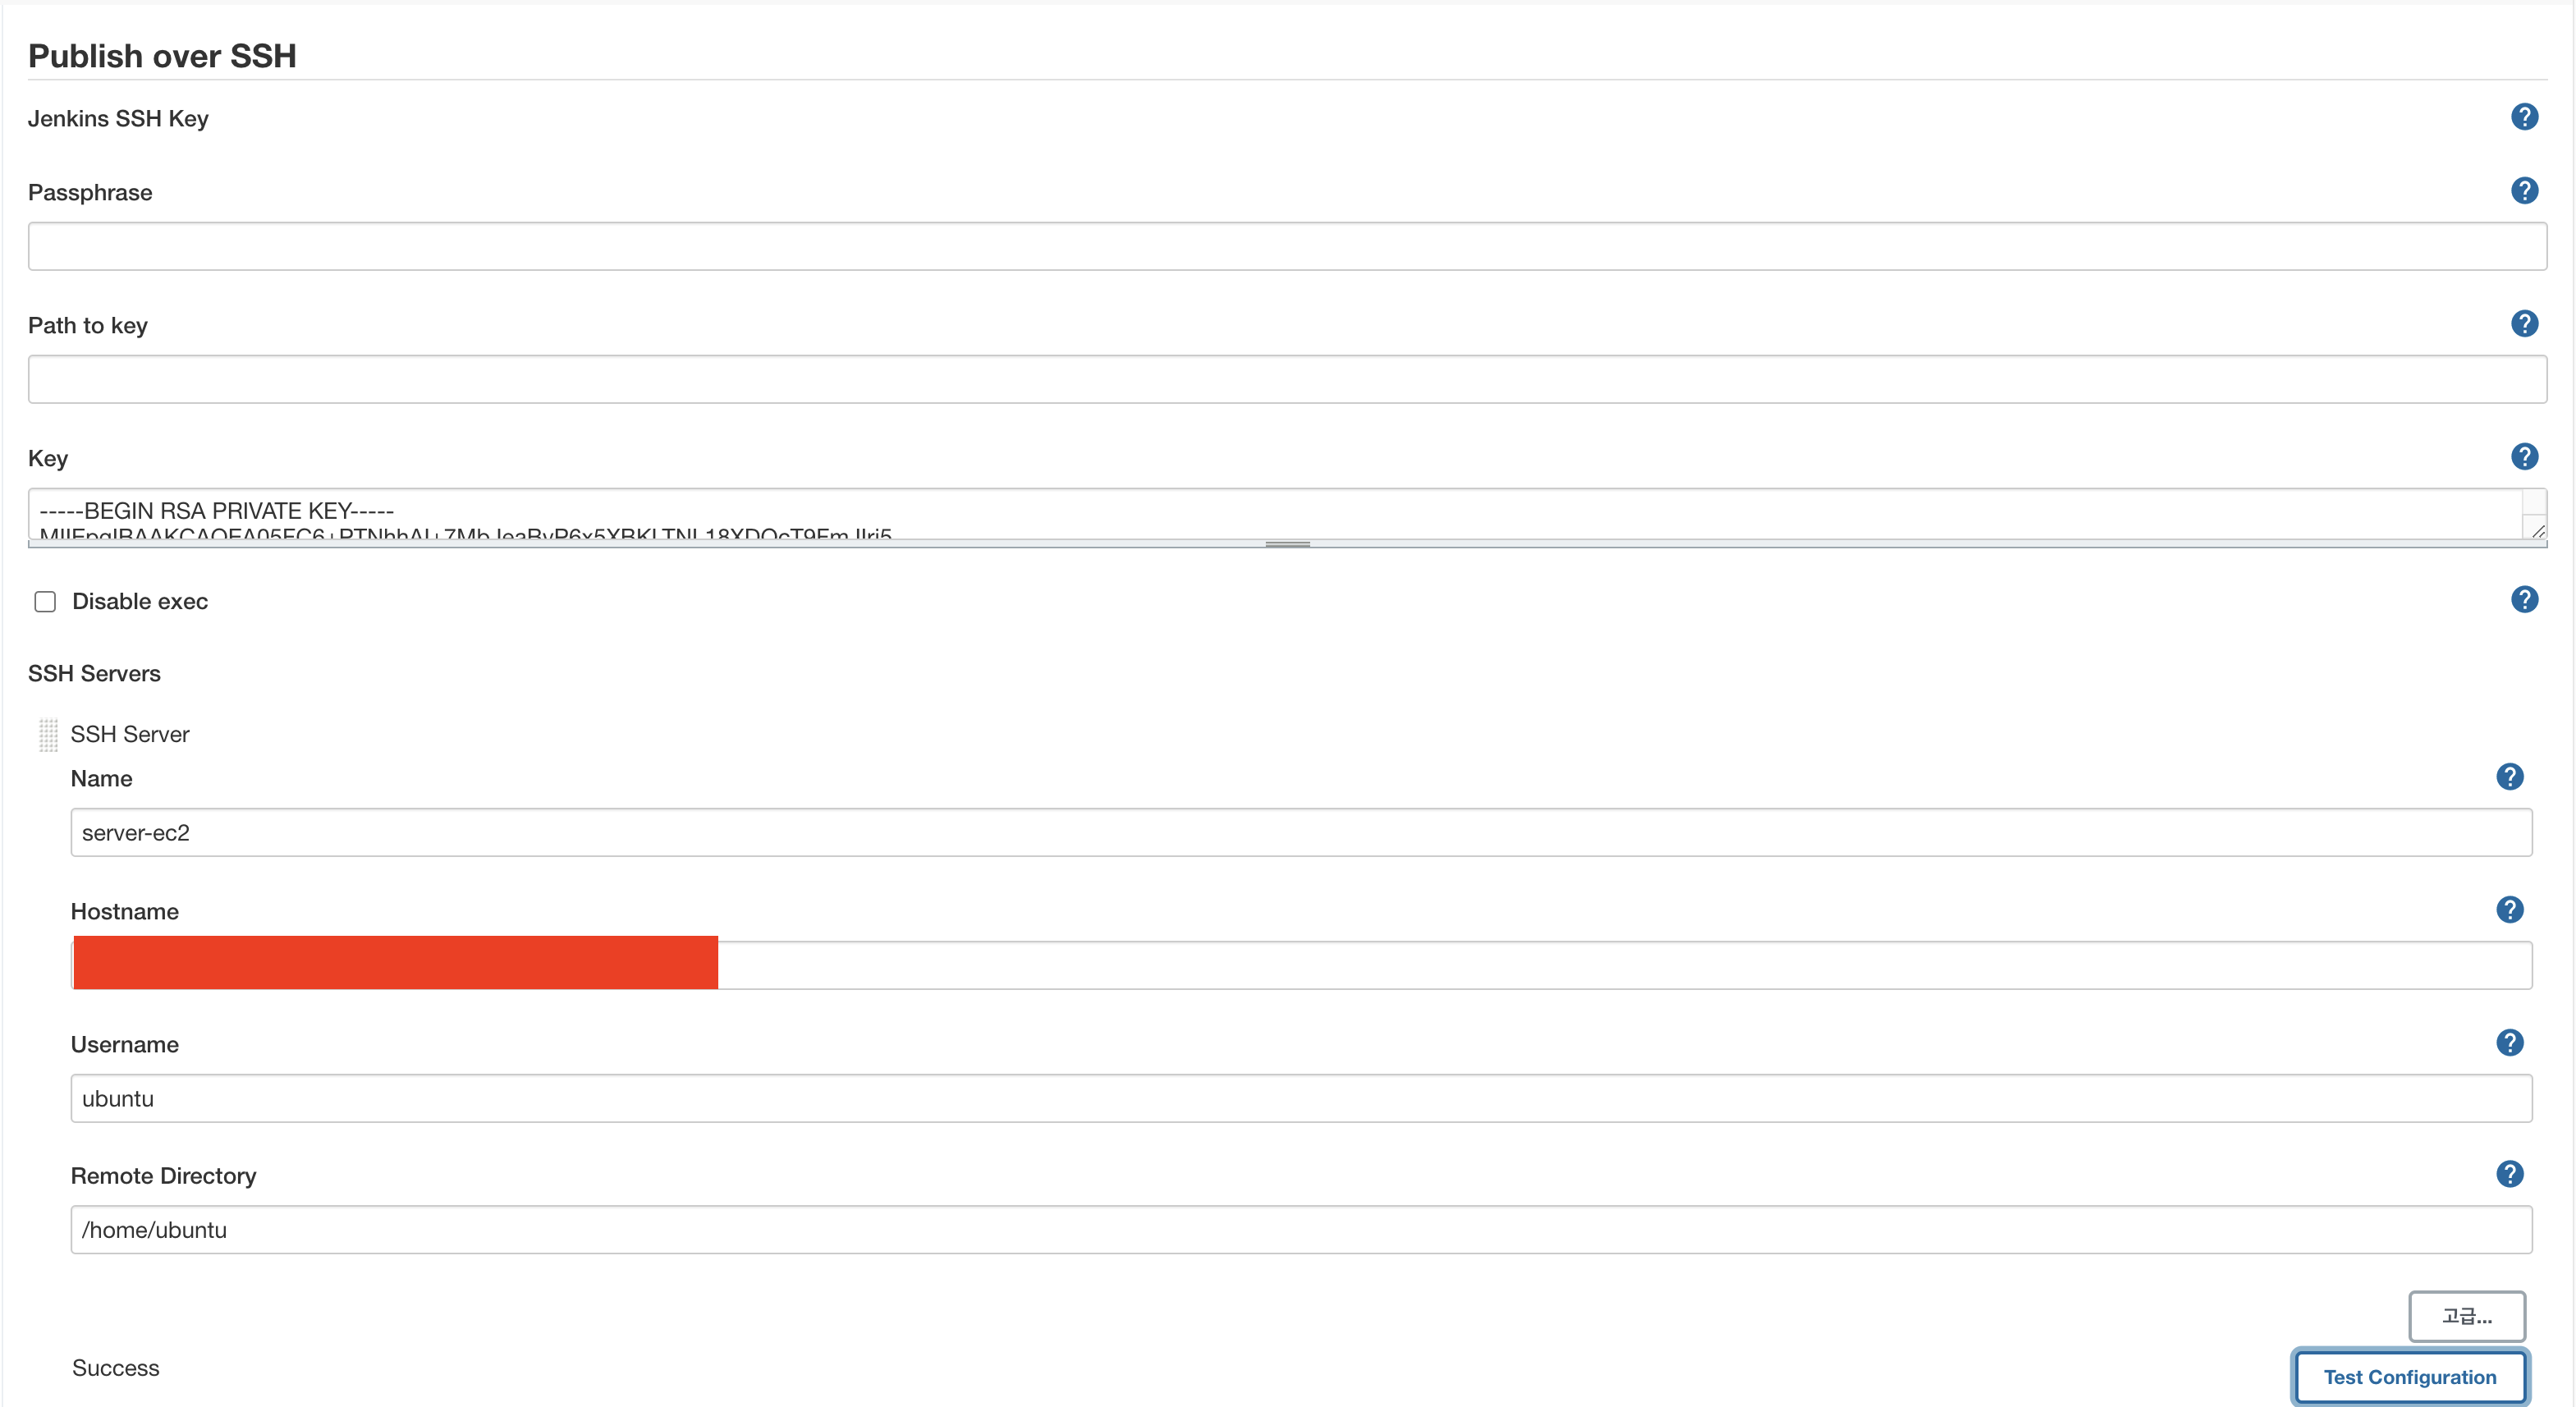 Publish over SSH
Jenkins SSH Key
Passphrase
Path to key
Key
-----BEGIN RSA PRIVATE KEY-----
Disable exec
SSH Servers
SSH Server
Name
server-ec2
Hostname
Username
ubuntu
Remote Directory
/home/ubuntu
고급...
Success
Test Configuration